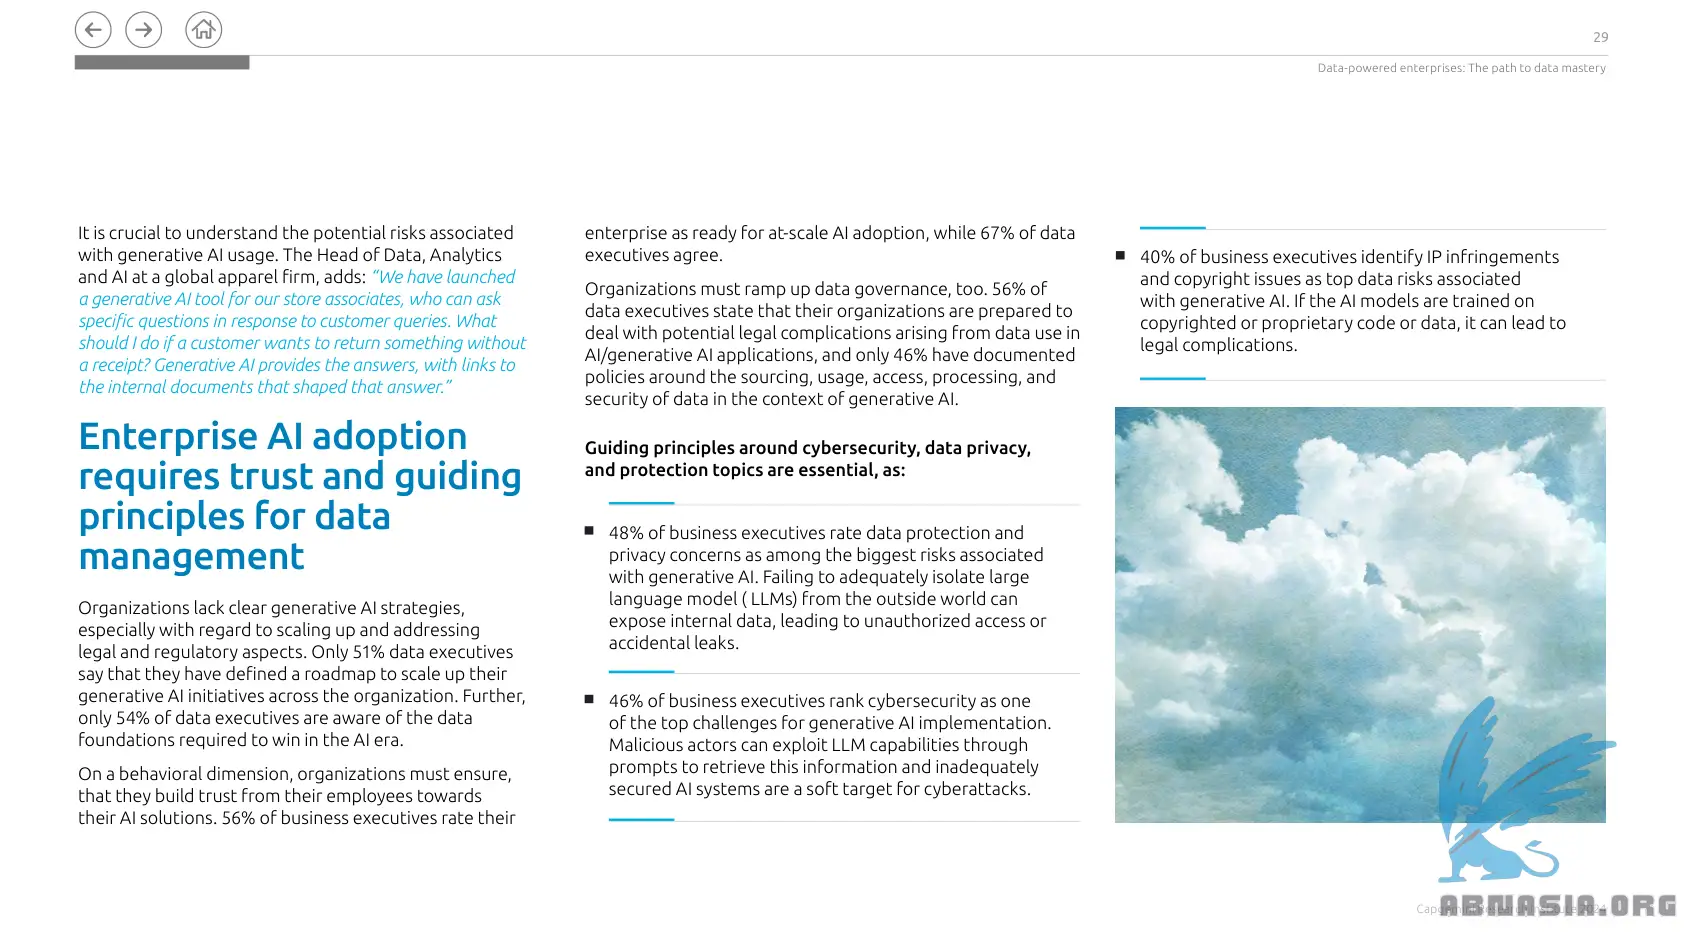 29
Data-powered enterprises: The path to data mastery
It is crucial to understand the potential risks associated
with generative AI usage. The Head of Data, Analytics
and AI at a global apparel firm, adds: “We have launched
a generative AI tool for our store associates, who can ask
specific questions in response to customer queries. What
should I do if a customer wants to return something without
a receipt? Generative AI provides the answers, with links to
the internal documents that shaped that answer.”
Enterprise AI adoption
requires trust and guiding
principles for data
management
Organizations lack clear generative AI strategies,
especially with regard to scaling up and addressing
legal and regulatory aspects. Only 51% data executives
say that they have defined a roadmap to scale up their
generative AI initiatives across the organization. Further,
only 54% of data executives are aware of the data
foundations required to win in the AI era.
On a behavioral dimension, organizations must ensure,
that they build trust from their employees towards
their AI solutions. 56% of business executives rate their
enterprise as ready for at-scale AI adoption, while 67% of data
executives agree.
Organizations must ramp up data governance, too. 56% of
data executives state that their organizations are prepared to
deal with potential legal complications arising from data use in
AI/generative AI applications, and only 46% have documented
policies around the sourcing, usage, access, processing, and
security of data in the context of generative AI.
Guiding principles around cybersecurity, data privacy,
and protection topics are essential, as:
48% of business executives rate data protection and
privacy concerns as among the biggest risks associated
with generative AI. Failing to adequately isolate large
language model ( LLMs) from the outside world can
expose internal data, leading to unauthorized access or
accidental leaks.
46% of business executives rank cybersecurity as one
of the top challenges for generative AI implementation.
Malicious actors can exploit LLM capabilities through
prompts to retrieve this information and inadequately
secured AI systems are a soft target for cyberattacks.
40% of business executives identify IP infringements
and copyright issues as top data risks associated
with generative AI. If the AI models are trained on
copyrighted or proprietary code or data, it can lead to
legal complications.
Capgemini Research Institute 2024
ARMASIA.ORG